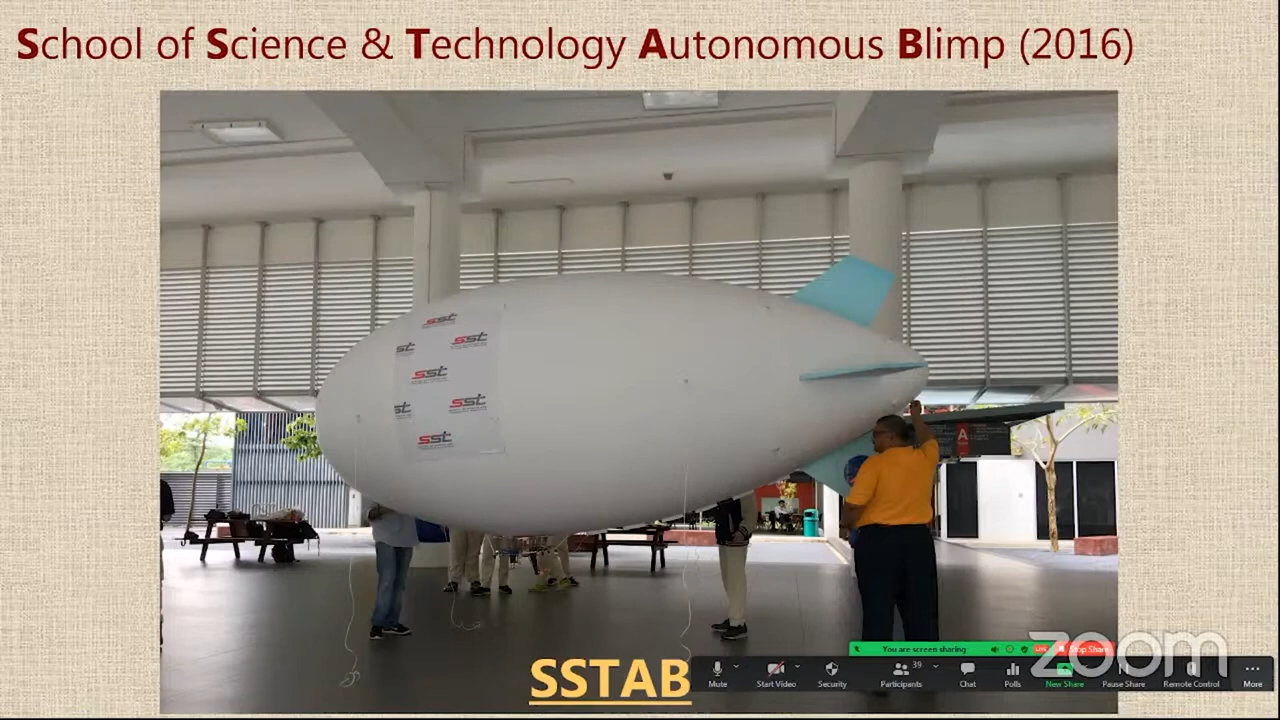 School of Science & Technology Autonomous Blimp (2016)
sst
sst
sst
sst
sst
sst
A
SSTAB
You are screen sharing
LIVE
Stop Share
zoom
Mute
Start Video
Security
39
Participants
Chat
Polls
New Share
Pause Share
Remote Control
More